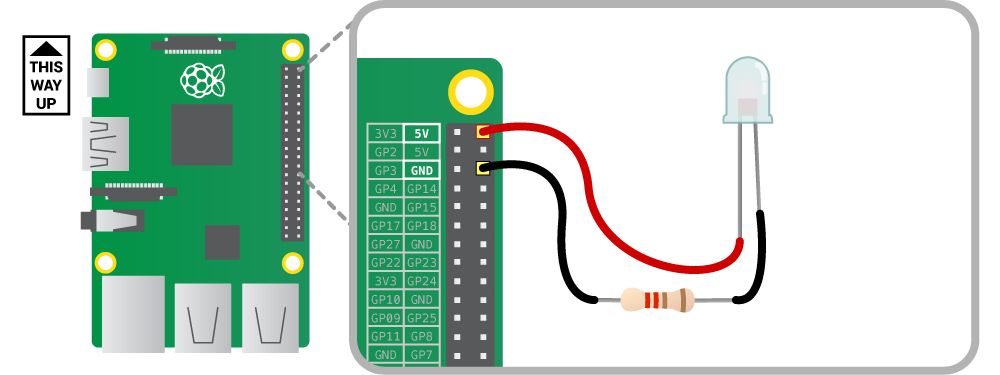 THIS
WAY
UP
3V3 5V
GP2 5V
GP3 GND
GP4 GP14
GND GP15
GP17 GP18
GP27 GND
GP22 GP23
3V3 GP24
GP10 GND
GP09 GP25
GP11 GP8
GND GP7